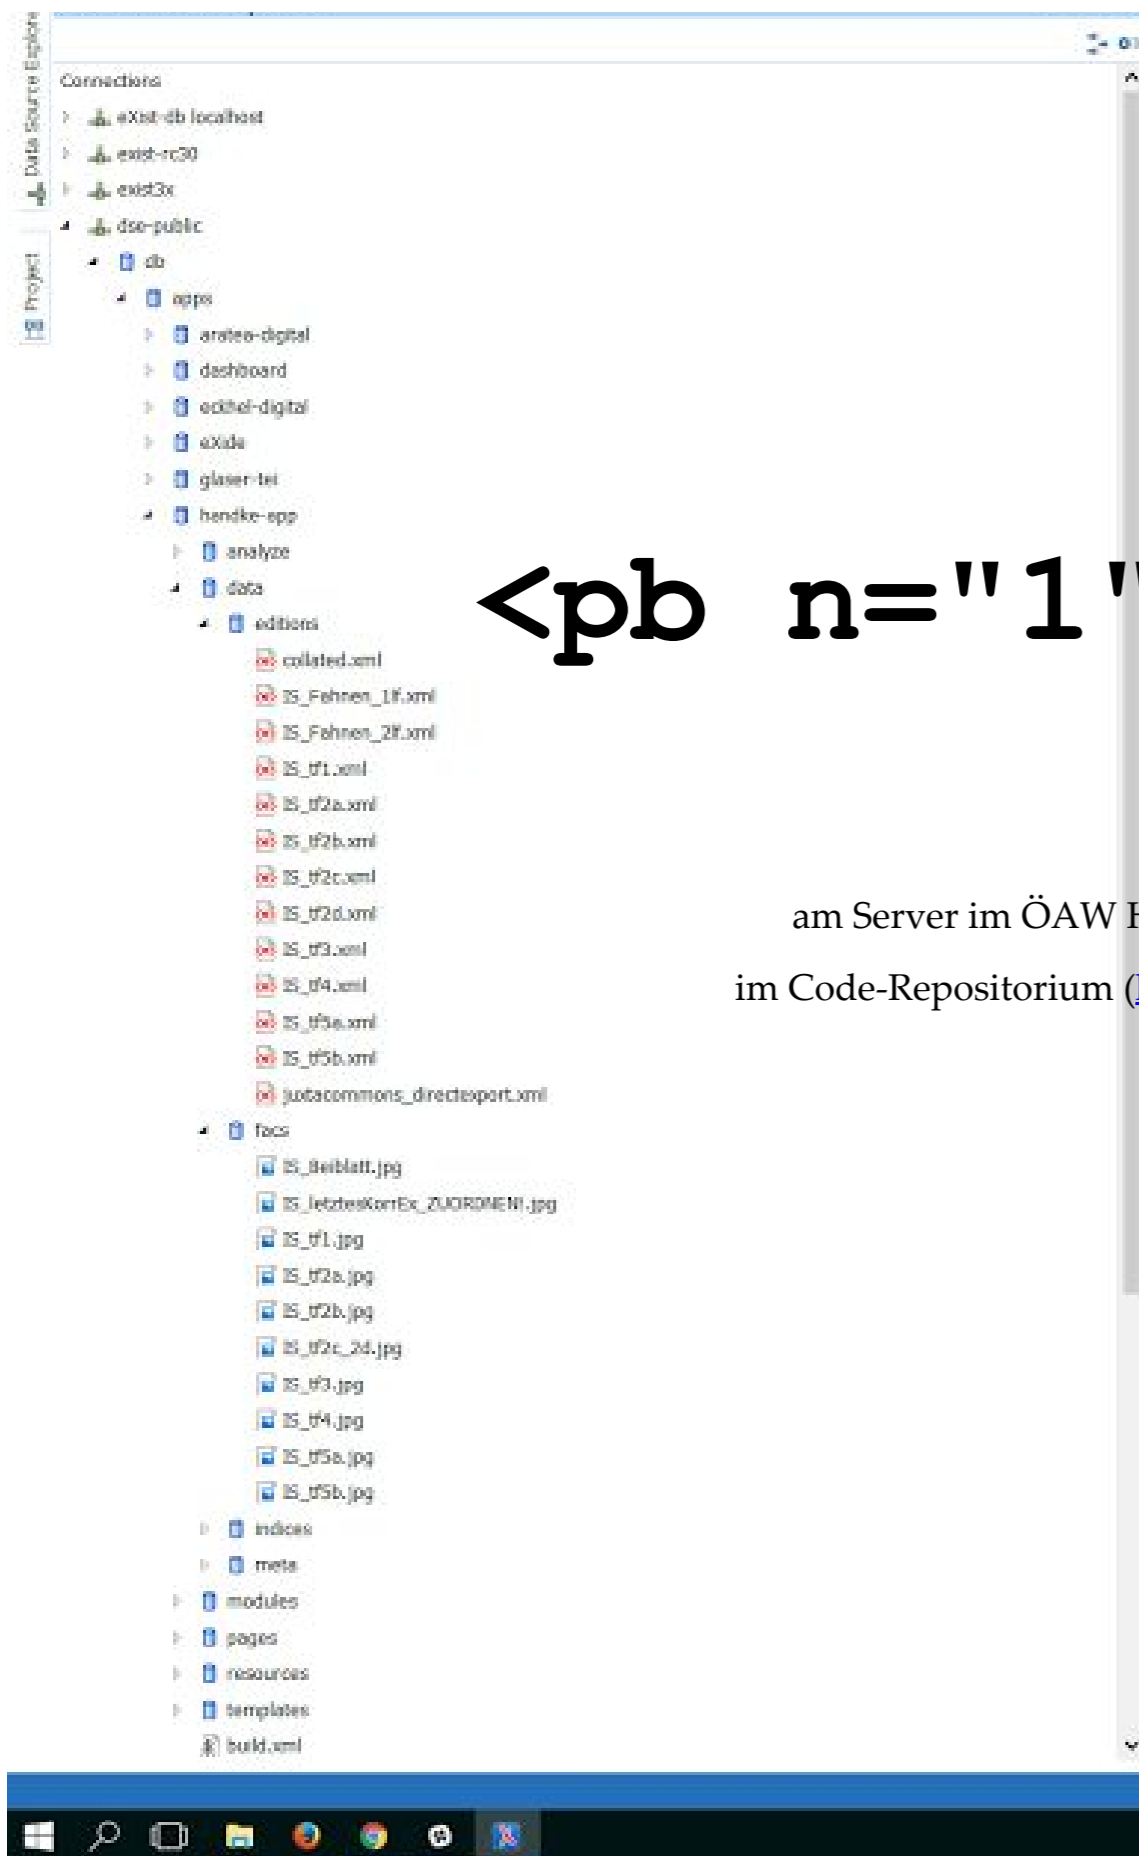 Data Source Explore
Project
Connections
eXist-db localhost
exist-rc30
exist3x
dse-public
db
apps
aratea-digital
dashboard
eckhel-digital
eXide
glaser-tei
handke-app
analyze
data
<pb n="1"
editions
collated.xml
IS_Fahnen_1lf.xml
IS_Fahnen_2lf.xml
IS_tf1.xml
IS_tf2a.xml
IS_tf2b.xml
IS_tf2c.xml
IS_tf2d.xml
am Server im ÖAW H
IS_tf3.xml
IS_tf4.xml
im Code-Repositorium (
IS_tf5a.xml
IS_tf5b.xml
juxtacommons_directexport.xml
facs
IS_Beiblatt.jpg
IS_letztesKorrEx_ZUORDNEN!.jpg
IS_tf1.jpg
IS_tf2a.jpg
IS_tf2b.jpg
IS_tf2c_2d.jpg
IS_tf3.jpg
IS_tf4.jpg
IS_tf5a.jpg
IS_tf5b.jpg
indices
meta
modules
pages
resources
templates
build.xml